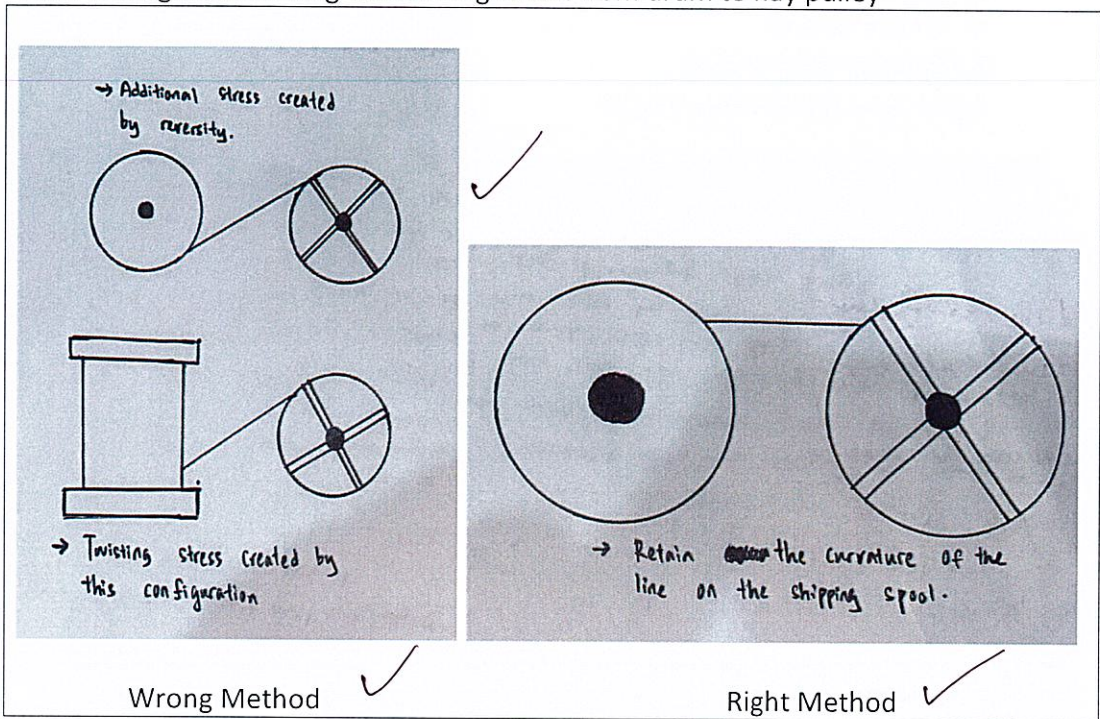 → Additional stress created
by reversity.
→ Twisting stress created by
this configuration
→ Retain the curvature of the
line on the shipping spool.
Wrong Method
Right Method